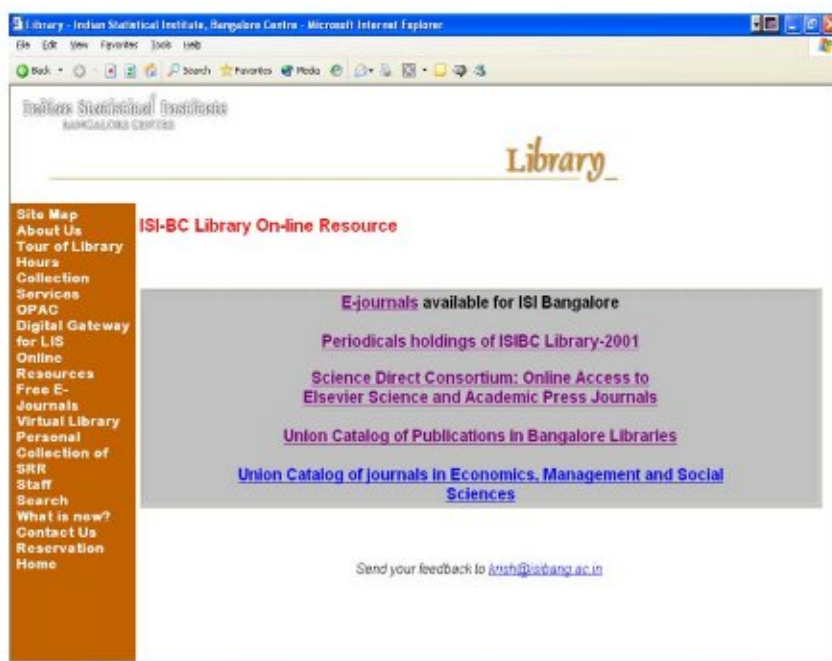 Library - Indian Statistical Institute, Bangalore Centre - Microsoft Internet Explorer
File Edit View Favorites Tools Help
Back Search Favorites Media
Indian Statistical Institute
BANGALORE CENTRE
Library
Site Map
About Us
Tour of Library
Hours
Collection
Services
OPAC
Digital Gateway
for LIS
Online
Resources
Free E-
Journals
Virtual Library
Personal
Collection of
SRR
Staff
Search
What is new?
Contact Us
Reservation
Home
ISI-BC Library On-line Resource
E-journals available for ISI Bangalore
Periodicals holdings of ISIBC Library-2001
Science Direct Consortium: Online Access to
Elsevier Science and Academic Press Journals
Union Catalog of Publications in Bangalore Libraries
Union Catalog of journals in Economics, Management and Social
Sciences
Send your feedback to krish@isibang.ac.in